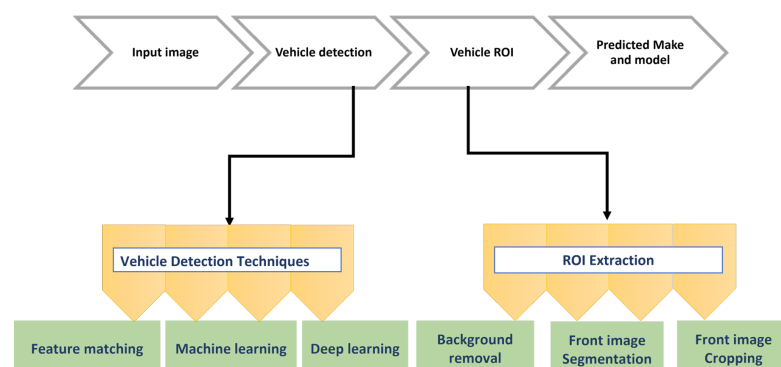 Input image
Vehicle detection
Vehicle ROI
Predicted Make
and model
Vehicle Detection Techniques
ROI Extraction
Feature matching
Machine learning
Deep learning
Background
removal
Front image
Segmentation
Front image
Cropping